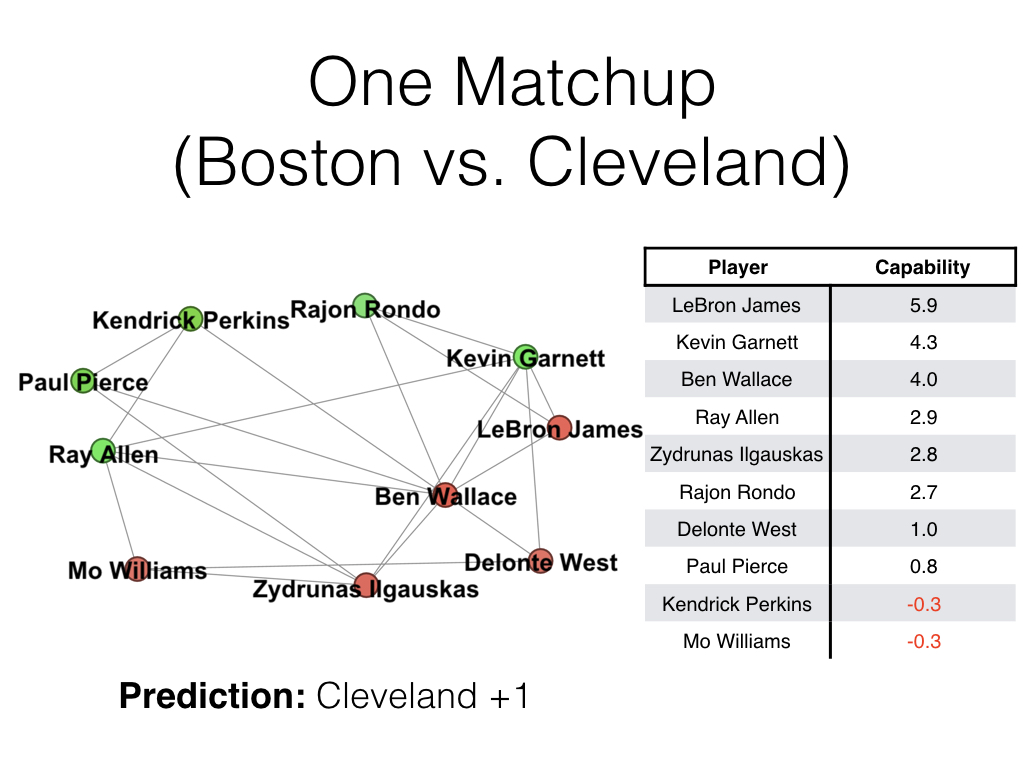 One Matchup
(Boston vs. Cleveland)
Player Capability
LeBron James 5.9
Kevin Garnett 4.3
Ben Wallace 4.0
Ray Allen 2.9
Zydrunas Ilgauskas 2.8
Rajon Rondo 2.7
Delonte West 1.0
Paul Pierce 0.8
Kendrick Perkins -0.3
Mo Williams -0.3
Kendrick Perkins
Rajon Rondo
Kevin Garnett
Paul Pierce
LeBron James
Ray Allen
Ben Wallace
Delonte West
Mo Williams
Zydrunas Ilgauskas
Prediction: Cleveland +1